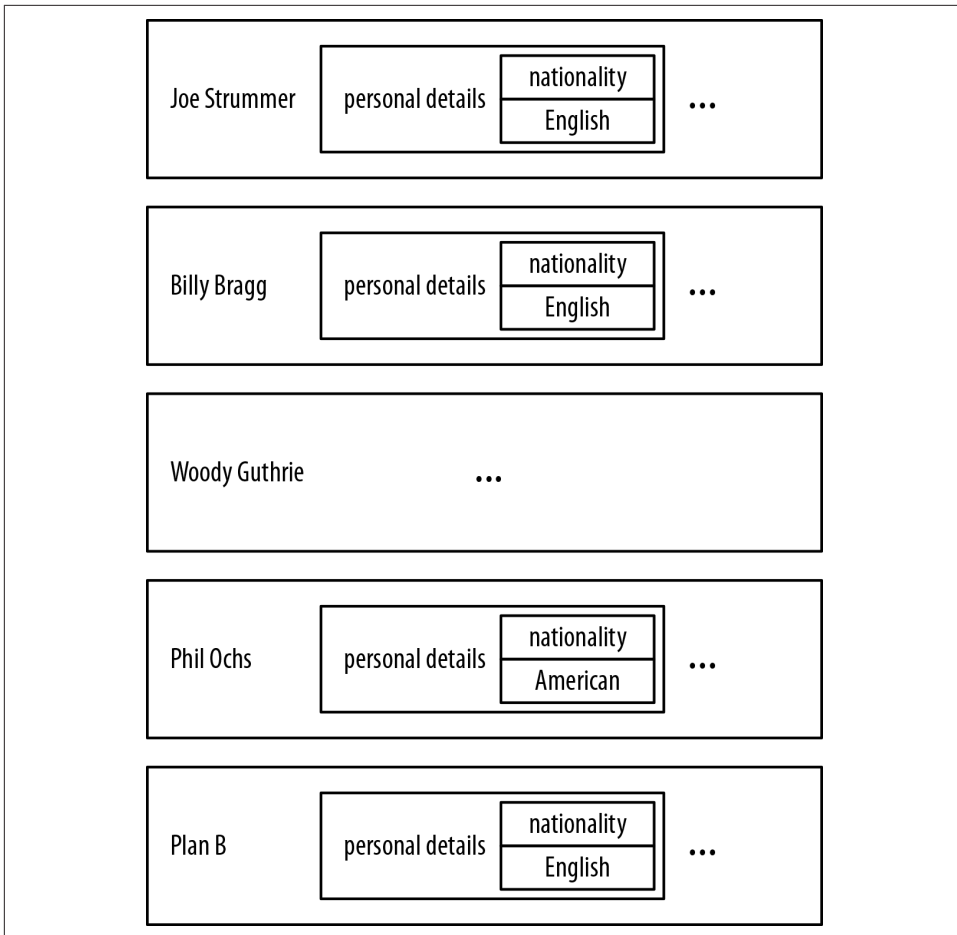 Joe Strummer personal details nationality English ...
Billy Bragg personal details nationality English ...
Woody Guthrie ...
Phil Ochs personal details nationality American ...
Plan B personal details nationality English ...